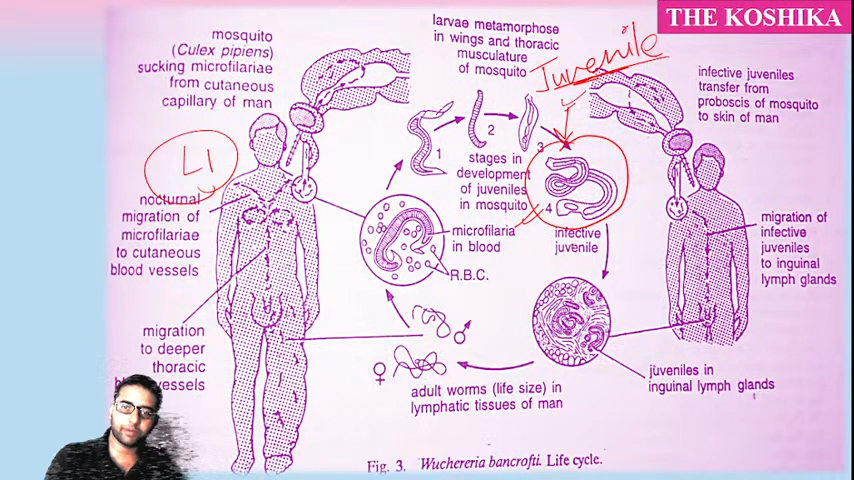 THE KOSHIKA
mosquito
(Culex pipiens)
sucking microfilariae
from cutaneous
capillary of man
larvae metamorphose
in wings and thoracic
musculature
of mosquito
Juvenile
infective juveniles
transfer from
proboscis of mosquito
to skin of man
L1
1
2
3
4
stages in
development
of juveniles
in mosquito
nocturnal
migration of
microfilariae
to cutaneous
blood vessels
microfilaria
in blood
R.B.C.
infective
juvenile
migration of
infective
juveniles
to inguinal
lymph glands
migration
to deeper
thoracic
vessels
♂
♀
adult worms (life size) in
lymphatic tissues of man
juveniles in
inguinal lymph glands
Fig. 3. Wuchereria bancrofti. Life cycle.